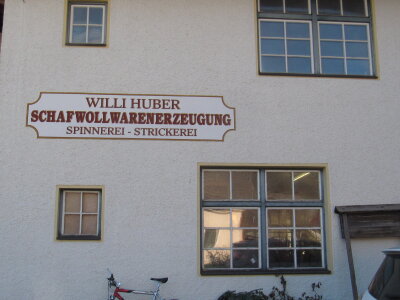 WILLI HUBER
SCHAFWOLLWARENERZEUGUNG
SPINNEREI - STRICKEREI